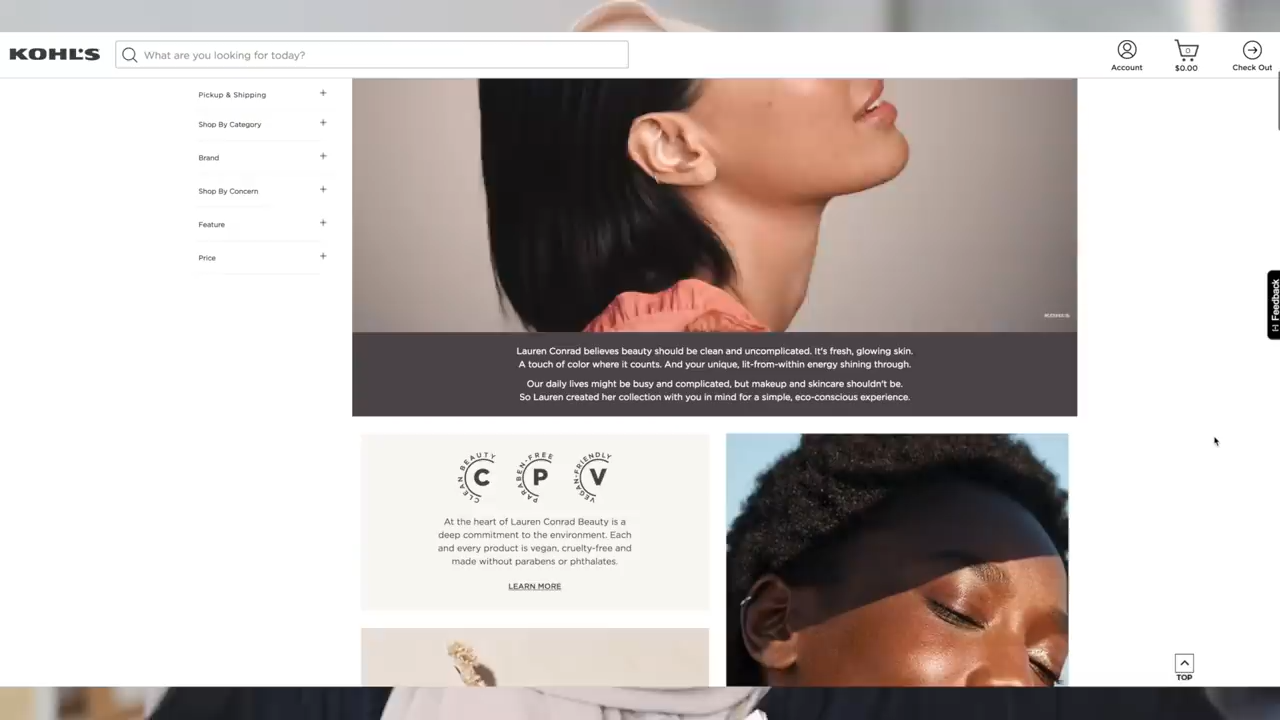 KOHL'S
What are you looking for today?
Account
0
$0.00
Check Out
Pickup & Shipping
Shop By Category
Brand
Shop By Concern
Feature
Price
Feedback
Lauren Conrad believes beauty should be clean and uncomplicated. It's fresh, glowing skin.
A touch of color where it counts. And your unique, lit-from-within energy shining through.
Our daily lives might be busy and complicated, but makeup and skincare shouldn't be.
So Lauren created her collection with you in mind for a simple, eco-conscious experience.
CLEAN BEAUTY C
PARABEN-FREE P
VEGAN-FRIENDLY V
At the heart of Lauren Conrad Beauty is a
deep commitment to the environment. Each
and every product is vegan, cruelty-free and
made without parabens or phthalates.
LEARN MORE
TOP